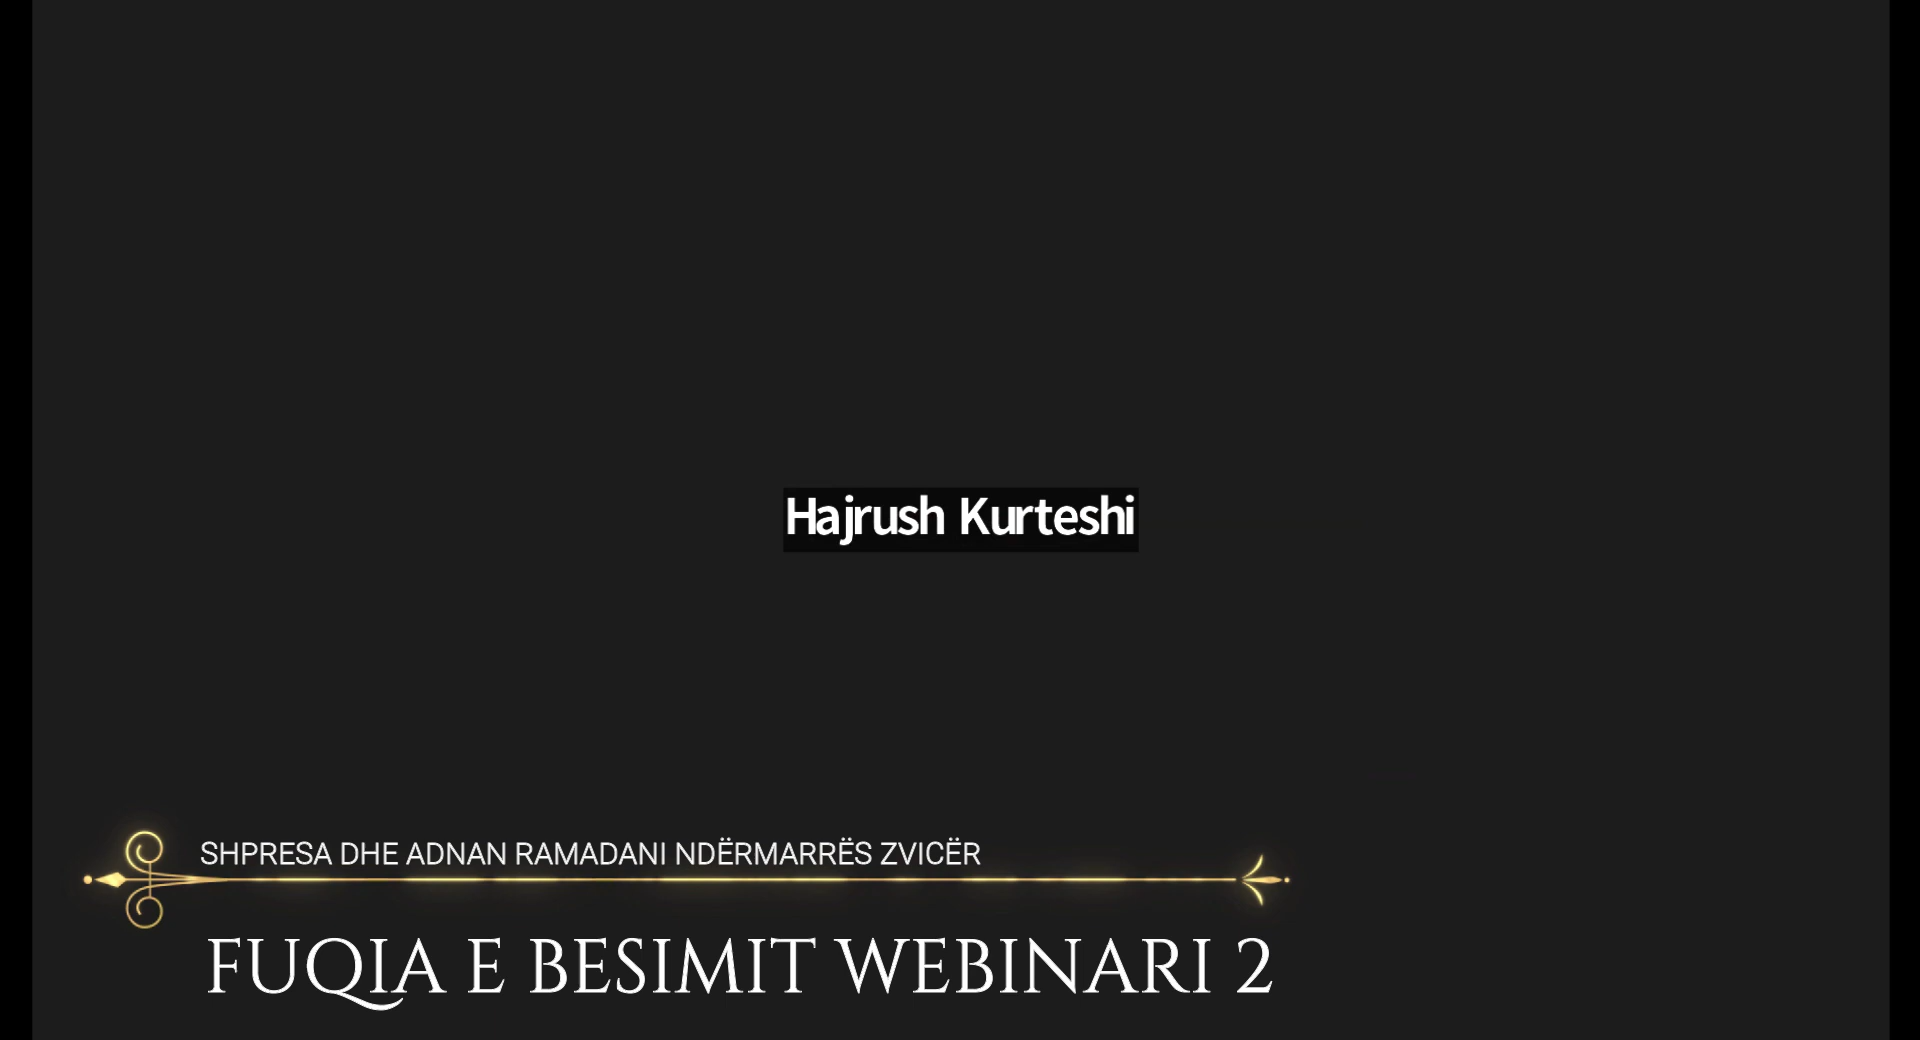 Hajrush Kurteshi
SHPRESA DHE ADNAN RAMADANI NDËRMARRËS ZVICËR
FUQIA E BESIMIT WEBINARI 2